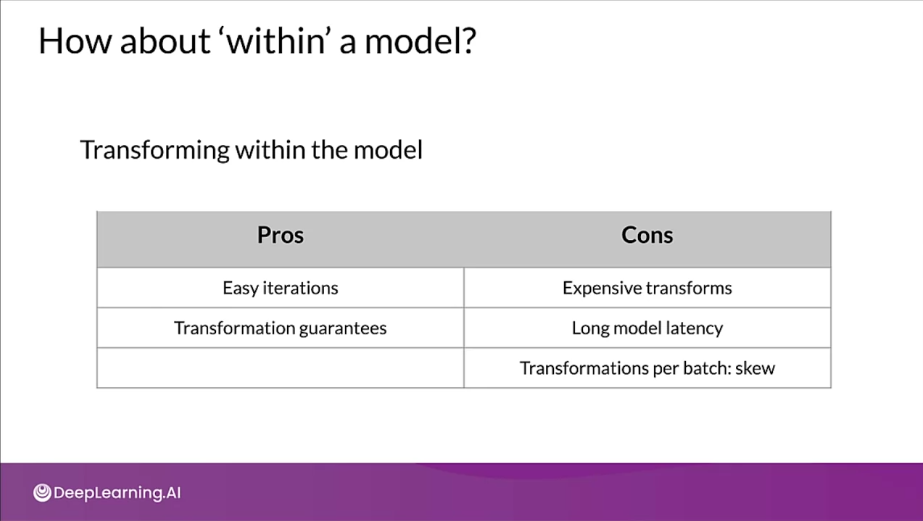 How about ‘within’ a model?
Transforming within the model
Pros Cons
Easy iterations Expensive transforms
Transformation guarantees Long model latency
Transformations per batch: skew
DeepLearning.AI